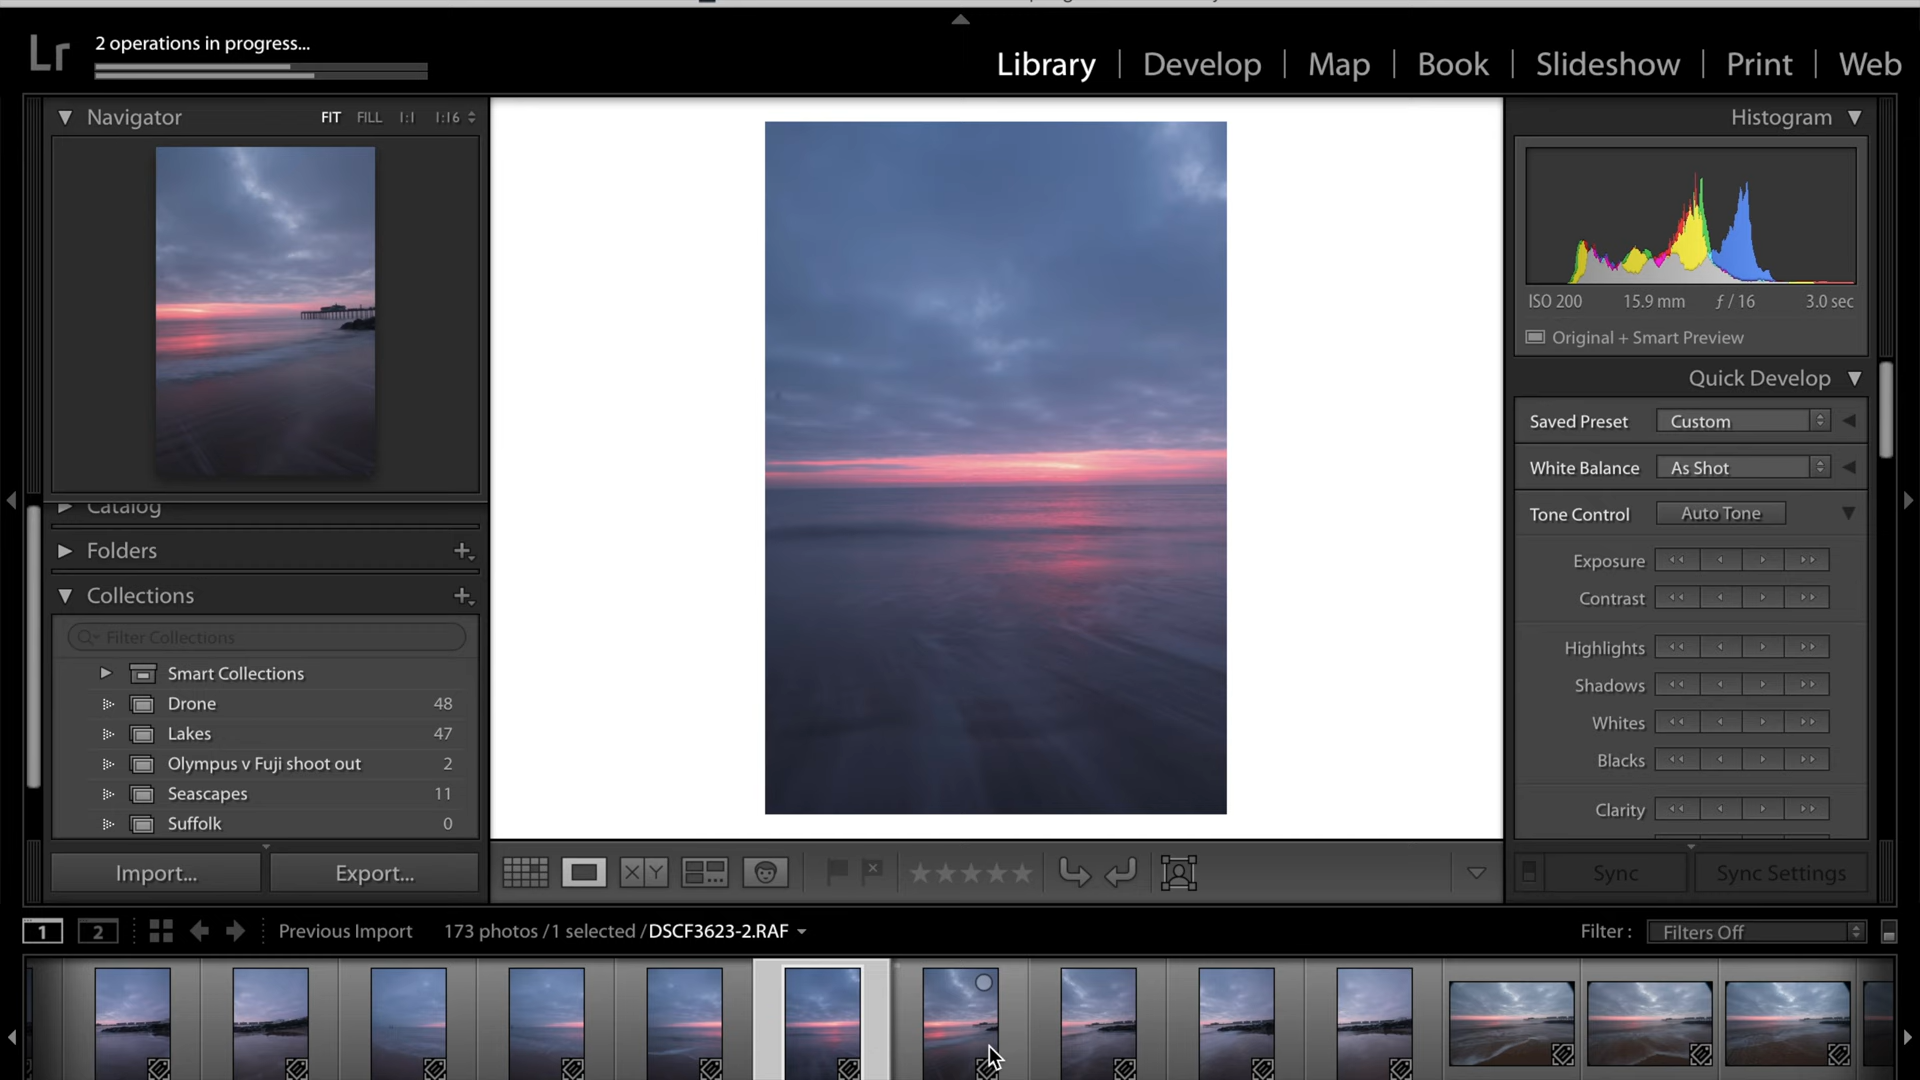 Lr
2 operations in progress...
Library | Develop | Map | Book | Slideshow | Print | Web
Navigator
FIT FILL 1:1 1:16
Catalog
Folders
Collections
Filter Collections
Smart Collections
Drone 48
Lakes 47
Olympus v Fuji shoot out 2
Seascapes 11
Suffolk 0
Import... Export...
X Y
Histogram
ISO 200 15.9 mm ƒ / 16 3.0 sec
Original + Smart Preview
Quick Develop
Saved Preset Custom
White Balance As Shot
Tone Control Auto Tone
Exposure
Contrast
Highlights
Shadows
Whites
Blacks
Clarity
Sync Sync Settings
1 2 Previous Import 173 photos /1 selected /DSCF3623-2.RAF
Filter : Filters Off